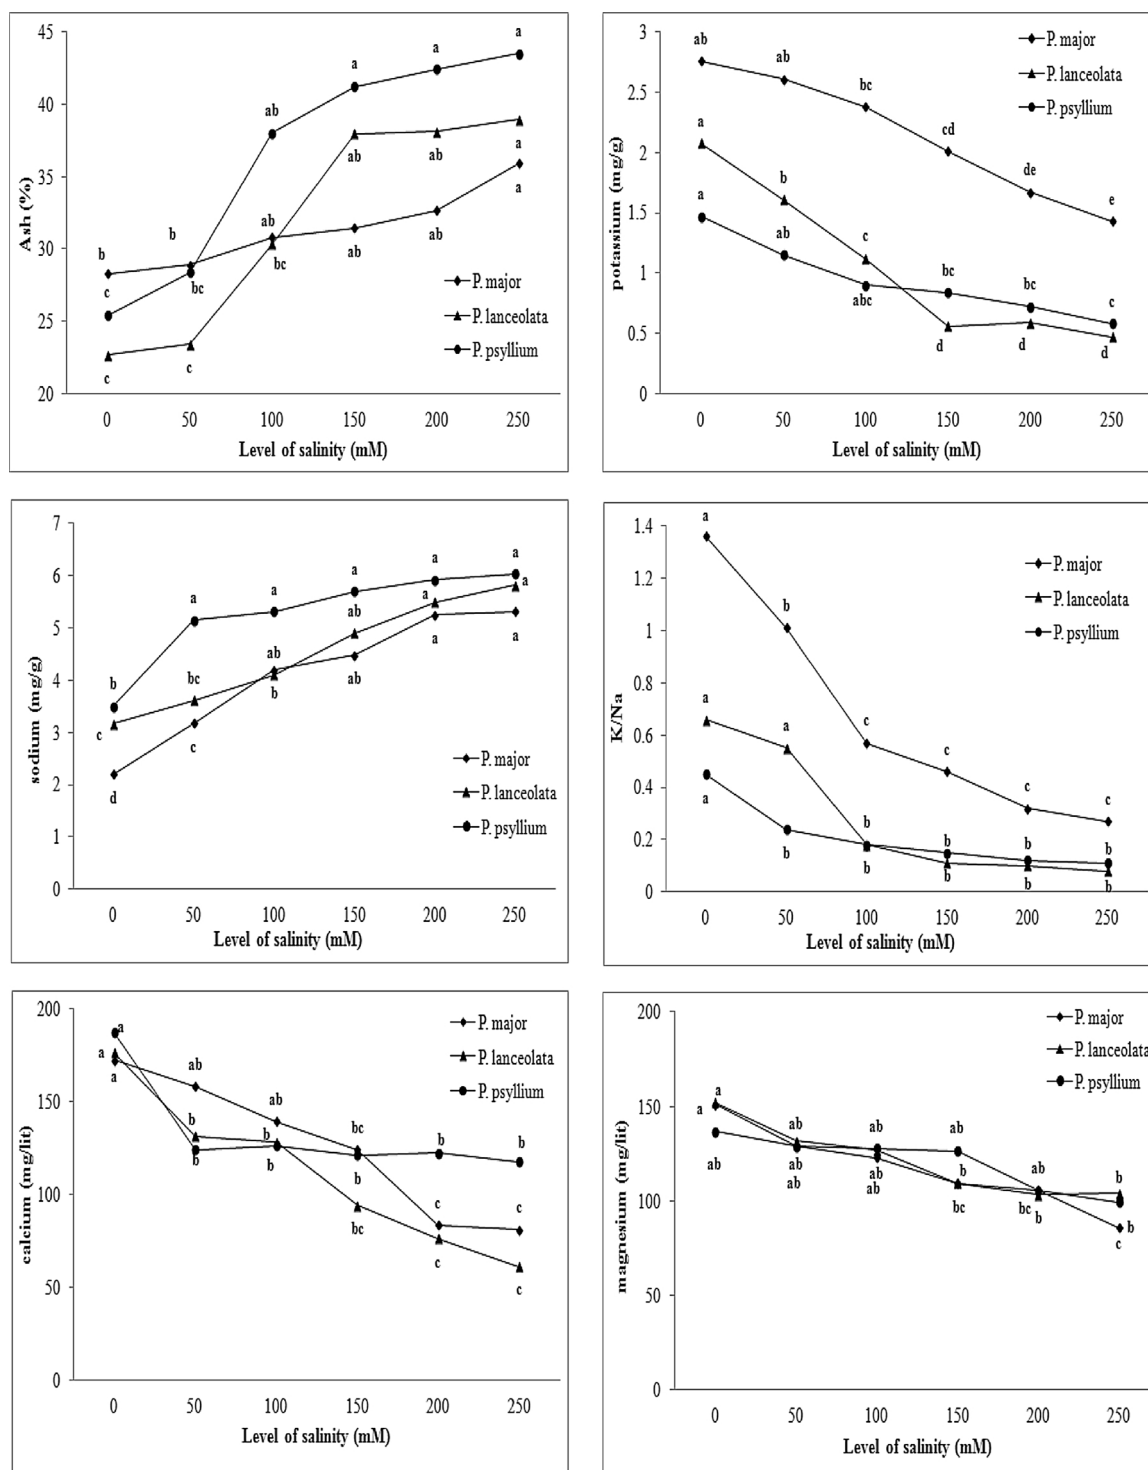 45
40
35
30
25
20
Ash (%)
a
a
a
ab
a
ab
ab
b
b
ab
ab
ab
a
c
bc
bc
c
c
P. major
P. lanceolata
P. psyllium
0 50 100 150 200 250
Level of salinity (mM)
3
2.5
2
1.5
1
0.5
0
potassium (mg/g)
ab
ab
bc
cd
de
e
a
b
c
a
ab
abc
bc
bc
c
d
d
d
P. major
P. lanceolata
P. psyllium
0 50 100 150 200 250
Level of salinity (mM)
7
6
5
4
3
2
1
0
sodium (mg/g)
a
a
a
a
a
b
bc
ab
ab
a
a
c
c
b
ab
a
a
d
P. major
P. lanceolata
P. psyllium
0 50 100 150 200 250
Level of salinity (mM)
1.4
1.2
1
0.8
0.6
0.4
0.2
0
K/Na
a
b
c
c
c
c
a
a
a
b
b
b
b
b
b
b
b
b
P. major
P. lanceolata
P. psyllium
0 50 100 150 200 250
Level of salinity (mM)
200
150
100
50
0
calcium (mg/lit)
a
a
a
ab
ab
bc
b
b
b
b
b
b
b
c
c
bc
c
c
P. major
P. lanceolata
P. psyllium
0 50 100 150 200 250
Level of salinity (mM)
200
150
100
50
0
magnesium (mg/lit)
a
a
ab
ab
ab
ab
ab
ab
ab
ab
b
bc
ab
bc
b
b
b
c
P. major
P. lanceolata
P. psyllium
0 50 100 150 200 250
Level of salinity (mM)